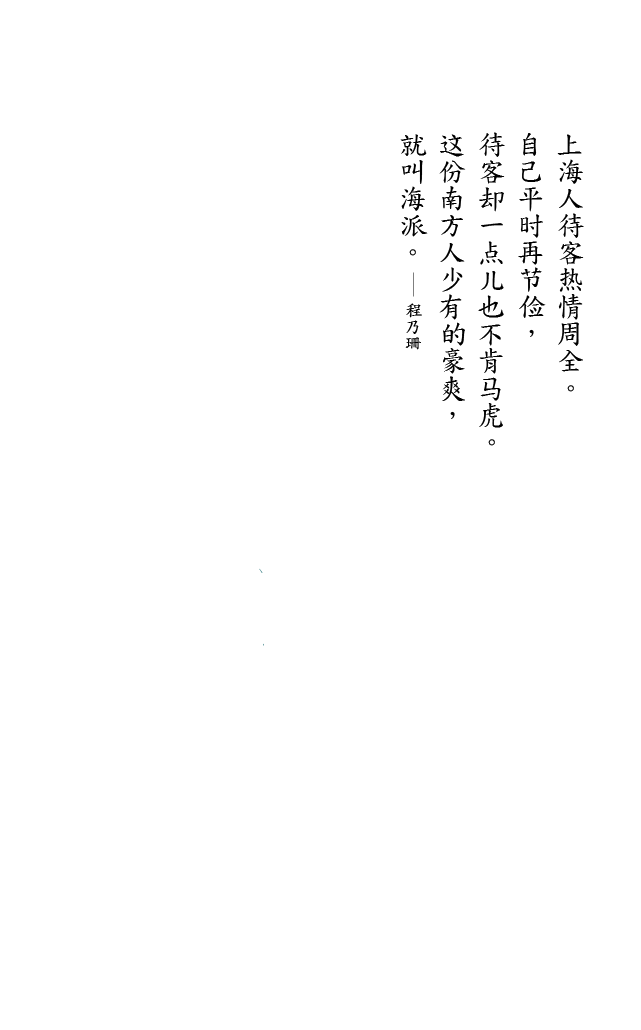 上海人待客热情周全。
自己平时再节俭，
待客却一点儿也不肯马虎。
这份南方人少有的豪爽，
就叫海派。——程乃珊